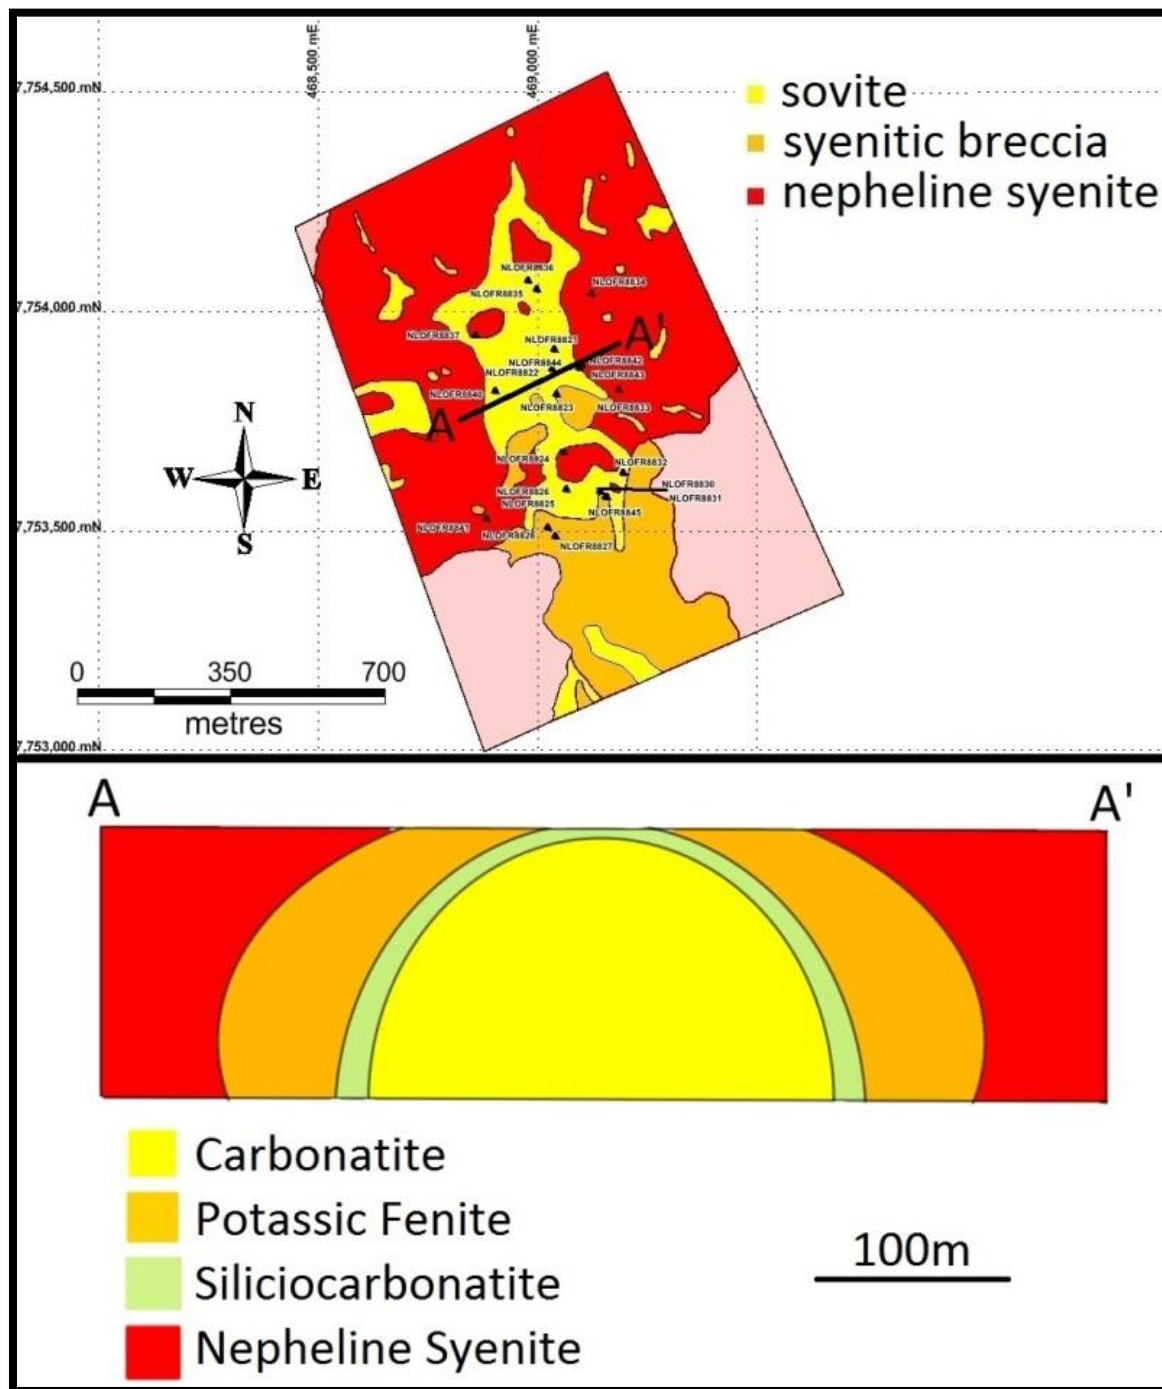 468,500 mE
469,000 mE
7,754,500 mN
sovite
syenitic breccia
nepheline syenite
NLOFR8836
NLOFR8834
NLOFR8835
7,754,000 mN
NLOFR8837
NLOFR8821
A'
NLOFR8844
NLOFR8842
NLOFR8822
NLOFR8843
NLOFR8840
NLOFR8823
NLOFR8833
A
N
NLOFR8824
NLOFR8832
W
E
NLOFR8830
NLOFR8826
NLOFR8831
NLOFR8825
NLOFR8845
S
7,753,500 mN
NLOFR8841
NLOFR8828
NLOFR8827
0 350 700
metres
7,753,000 mN
A A'
Carbonatite
Potassic Fenite
Siliciocarbonatite
Nepheline Syenite
100m